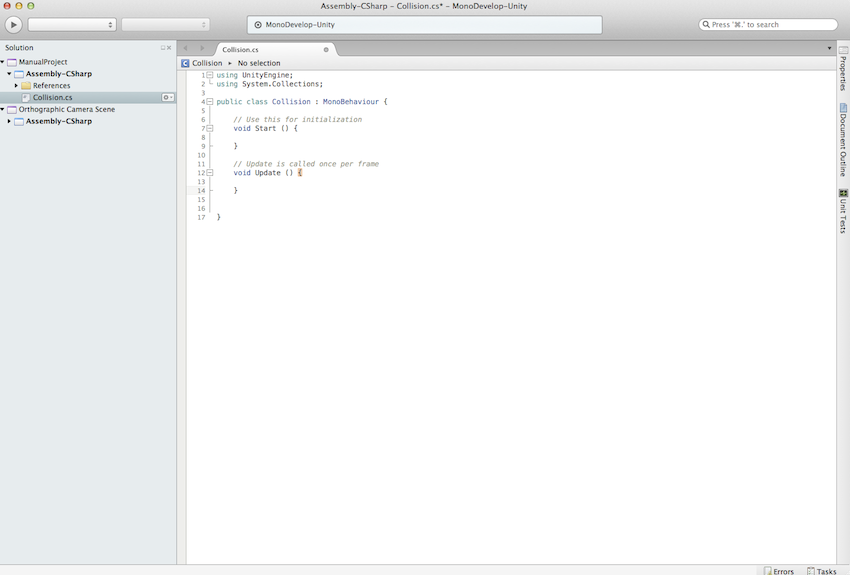 Assembly-CSharp – Collision.cs* – MonoDevelop-Unity
MonoDevelop-Unity
Press '⌘.' to search
Solution
ManualProject
Assembly-CSharp
References
Collision.cs
Orthographic Camera Scene
Assembly-CSharp
Collision.cs
Collision ▸ No selection
1 using UnityEngine;
2 using System.Collections;
3
4 public class Collision : MonoBehaviour {
5
6 // Use this for initialization
7 void Start () {
8
9 }
10
11 // Update is called once per frame
12 void Update () {
13
14 }
15
16
17 }
Properties
Document Outline
Unit Tests
Errors
Tasks